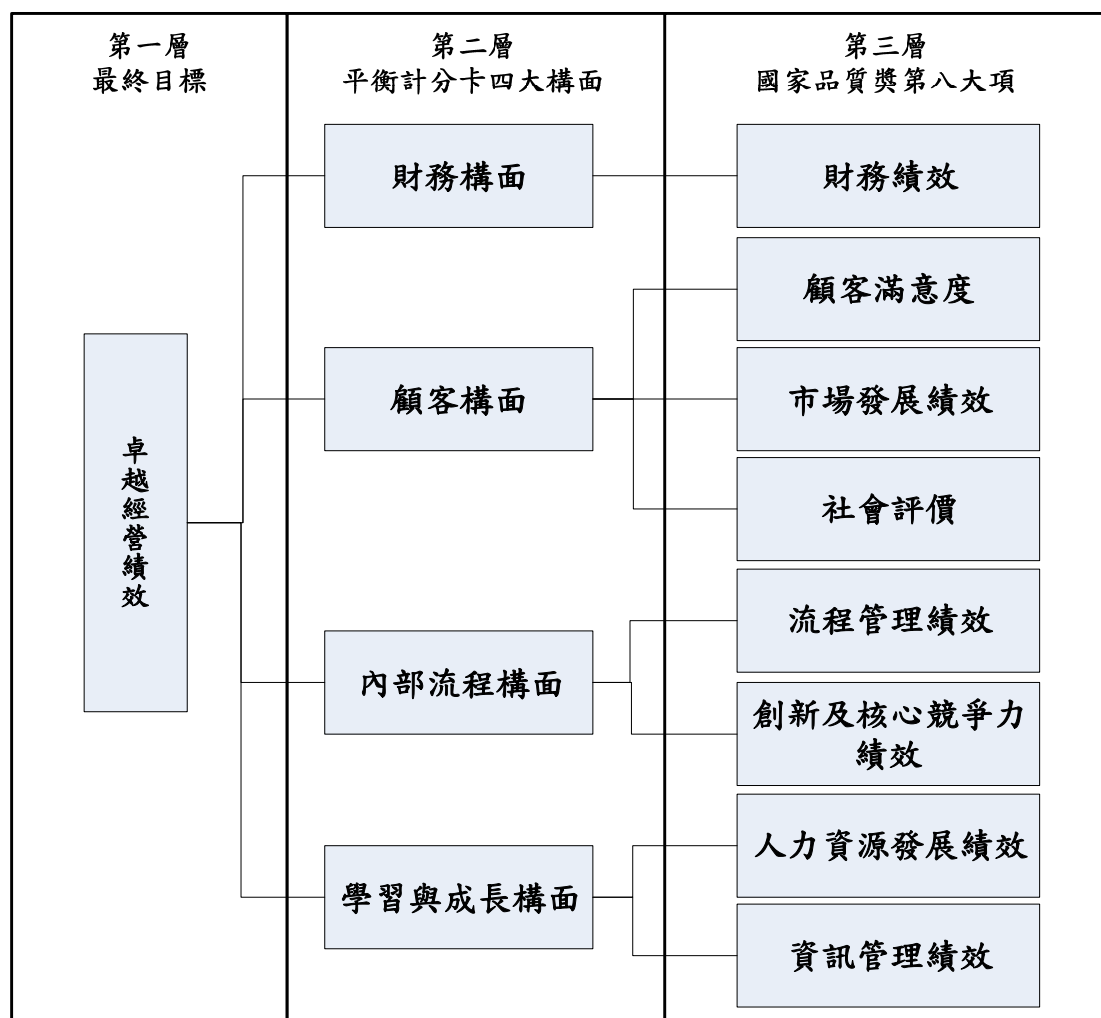 第一層
最終目標
第二層
平衡計分卡四大構面
第三層
國家品質獎第八大項
卓越經營績效
財務構面
顧客構面
內部流程構面
學習與成長構面
財務績效
顧客滿意度
市場發展績效
社會評價
流程管理績效
創新及核心競爭力
績效
人力資源發展績效
資訊管理績效